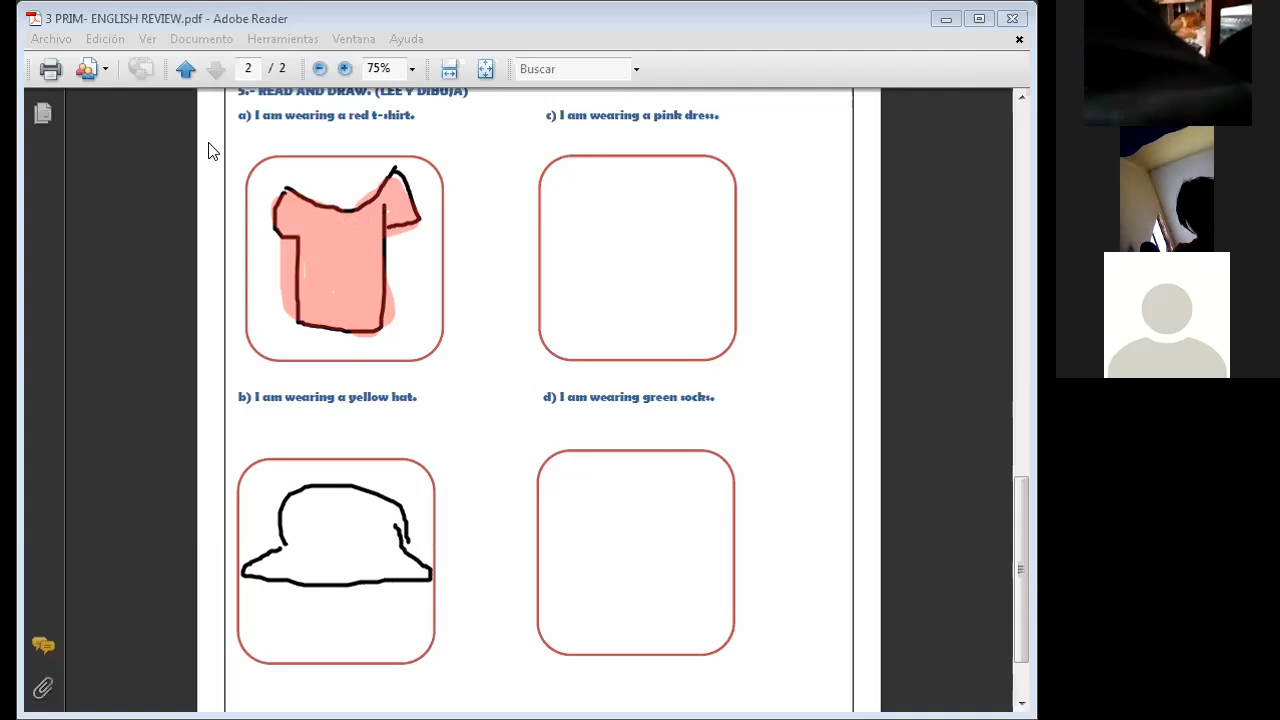 3 PRIM- ENGLISH REVIEW.pdf - Adobe Reader
Archivo Edición Ver Documento Herramientas Ventana Ayuda
2 / 2 75% Buscar
5.- READ AND DRAW. (LEE Y DIBUJA)
a) I am wearing a red t-shirt.
c) I am wearing a pink dress.
b) I am wearing a yellow hat.
d) I am wearing green socks.